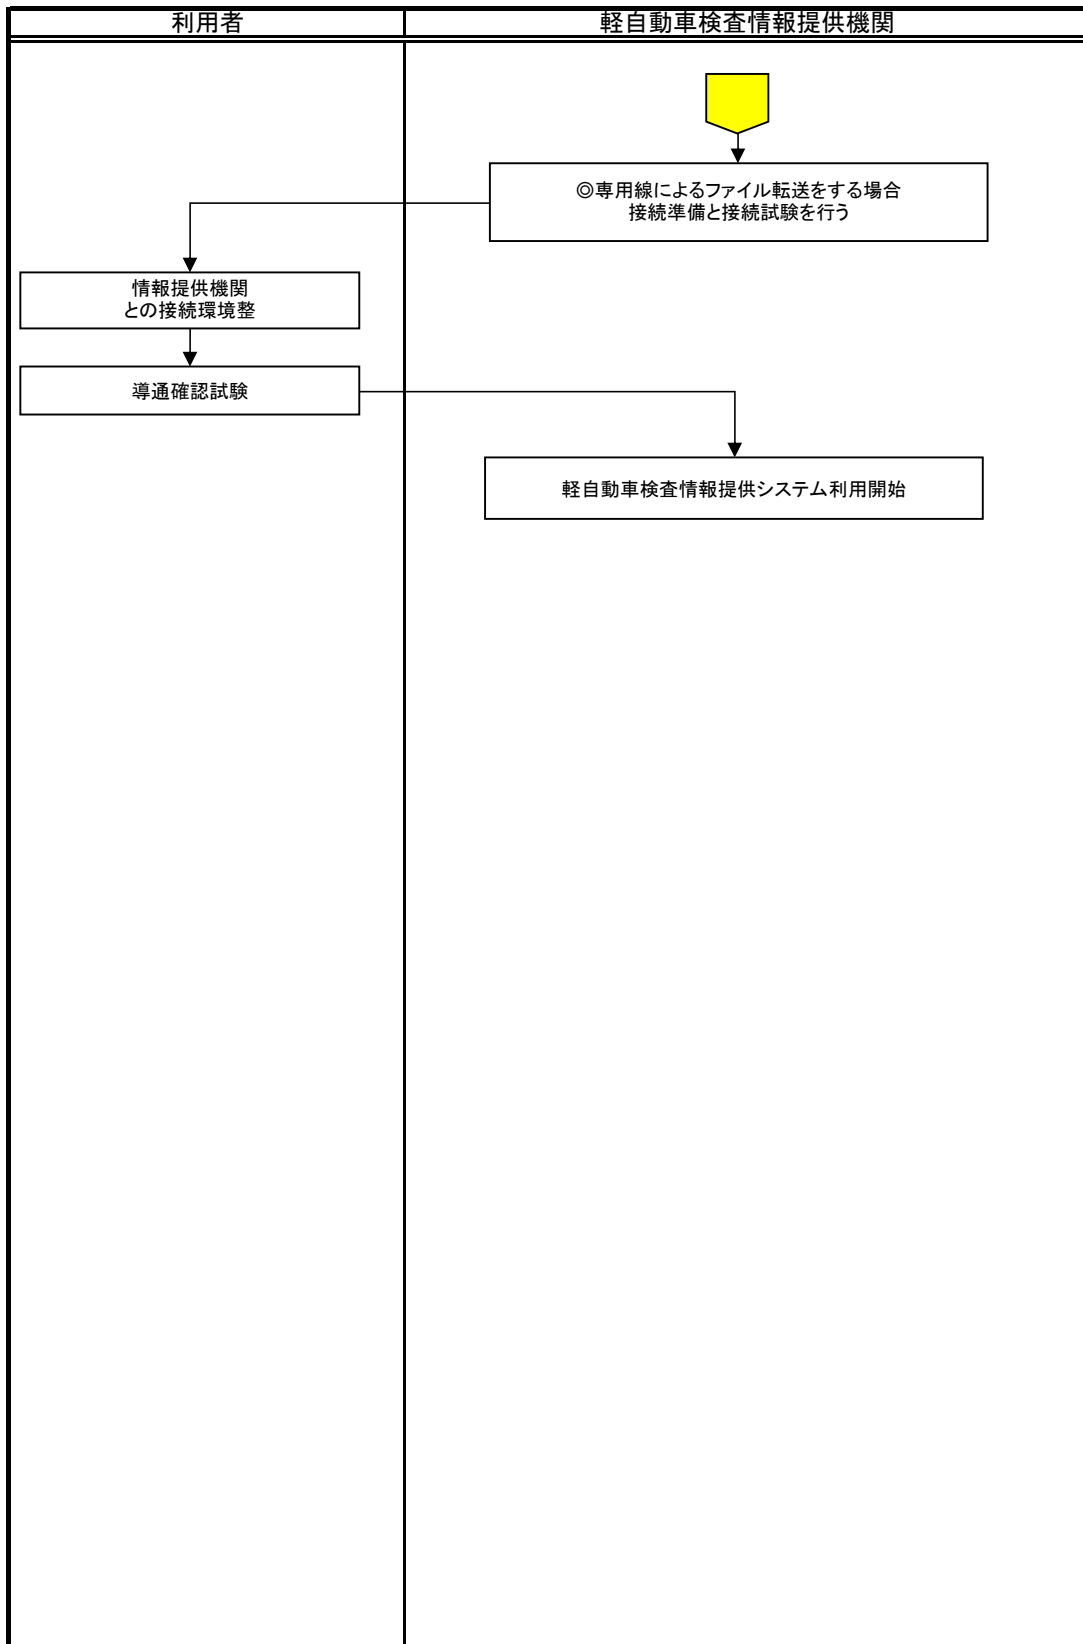 利用者
軽自動車検査情報提供機関
◎専用線によるファイル転送をする場合
接続準備と接続試験を行う
情報提供機関
との接続環境整
導通確認試験
軽自動車検査情報提供システム利用開始